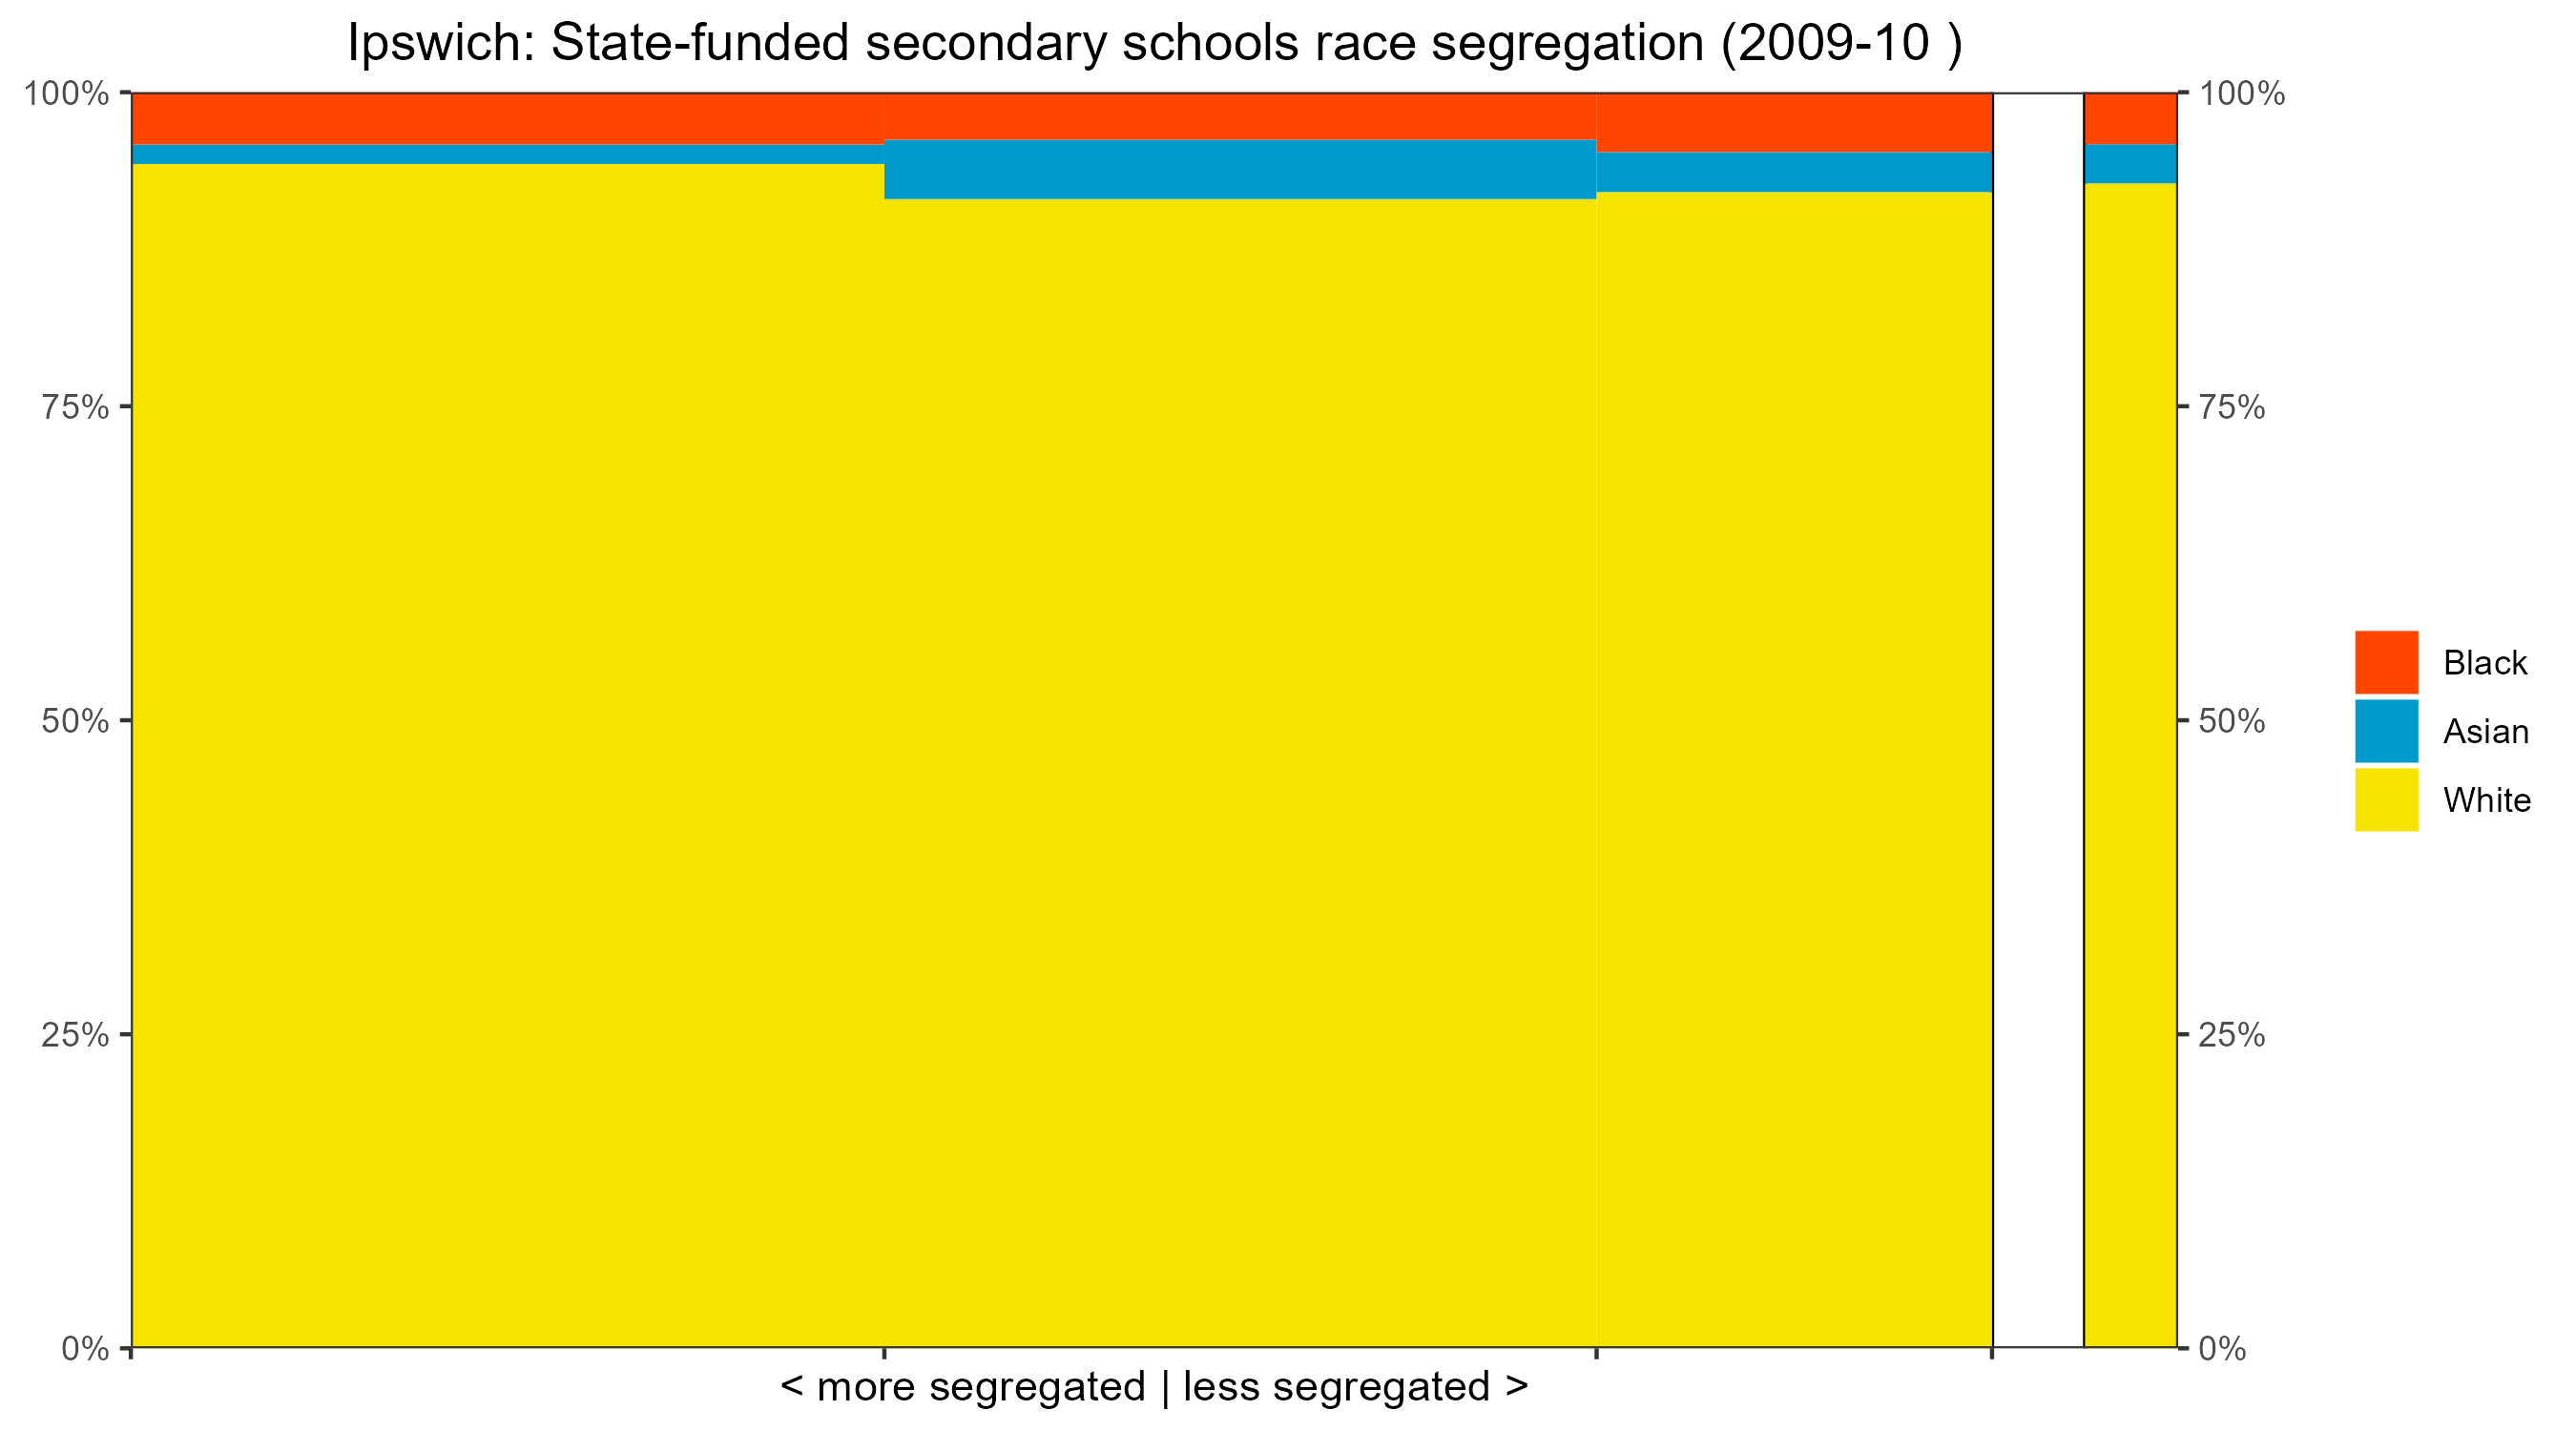 Ipswich: State-funded secondary schools race segregation (2009-10 )
100%
75%
50%
25%
0%
100%
75%
50%
25%
0%
Black
Asian
White
< more segregated | less segregated >